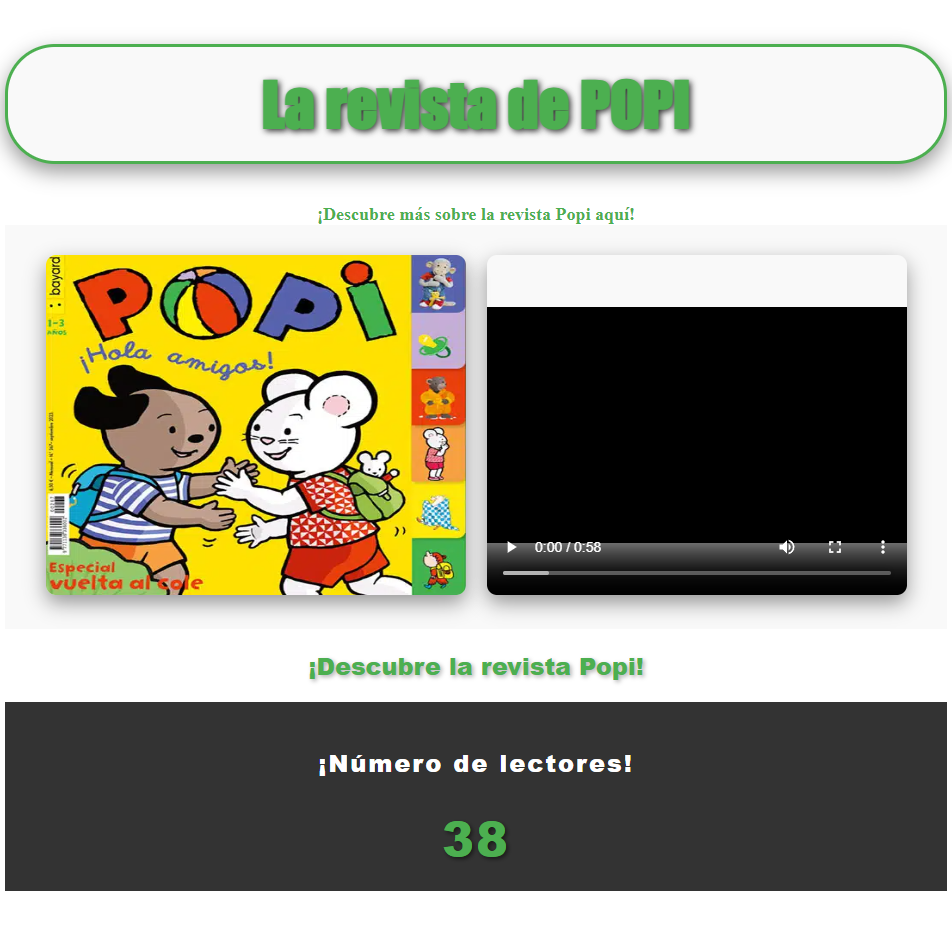 La revista de POPI
¡Descubre más sobre la revista Popi aquí!
bayard
POPI
1-3
AÑOS
¡Hola amigos!
Especial
vuelta al cole
0:00 / 0:58
¡Descubre la revista Popi!
¡Número de lectores!
38